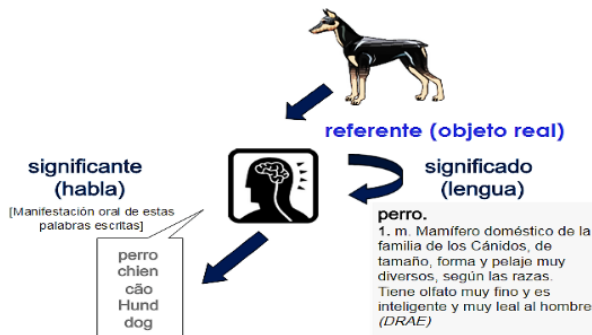 referente (objeto real)
significante
(habla)
[Manifestación oral de estas
palabras escritas]
perro
chien
cão
Hund
dog
significado
(lengua)
perro.
1. m. Mamífero doméstico de la
familia de los Cánidos, de
tamaño, forma y pelaje muy
diversos, según las razas.
Tiene olfato muy fino y es
inteligente y muy leal al hombre
(DRAE)